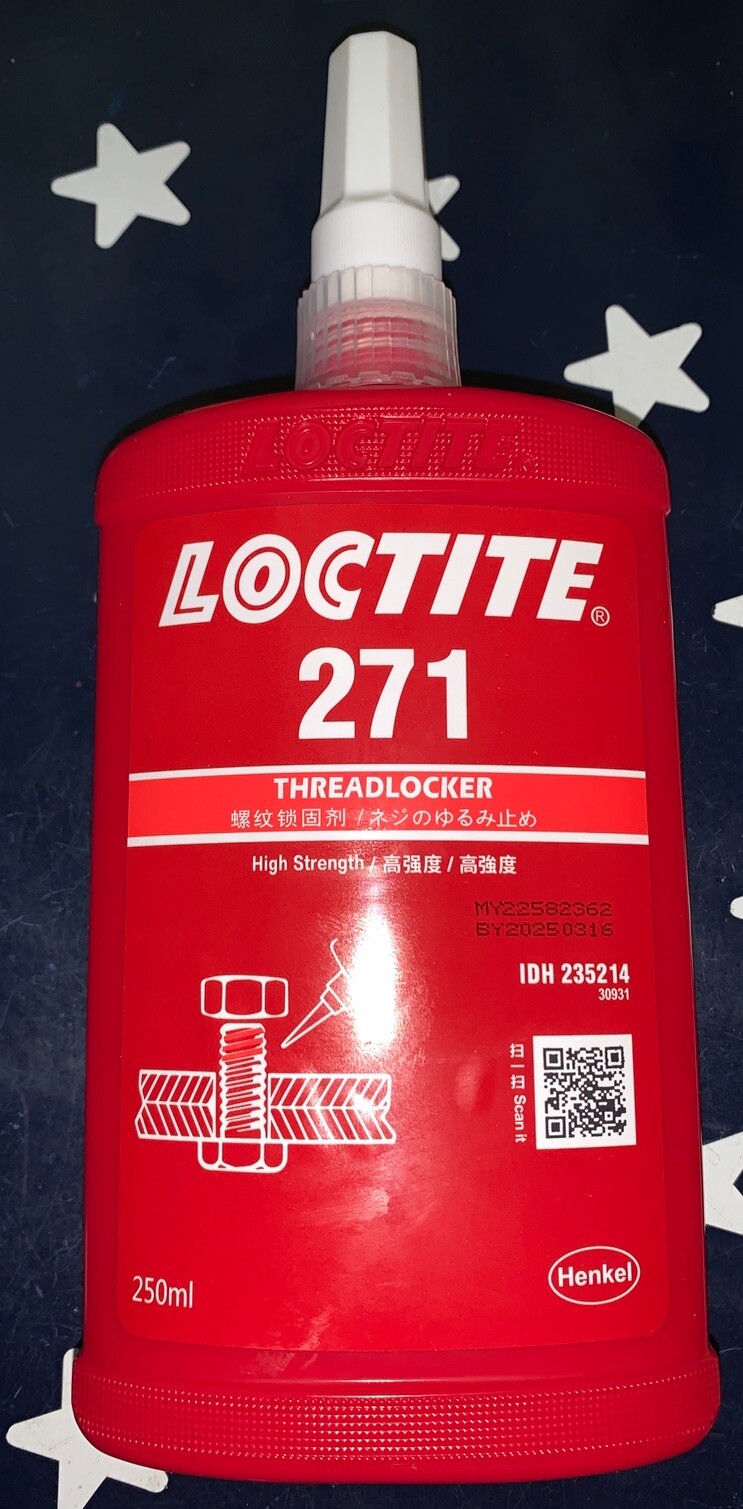 LOCTITE
LOCTITE®
271
THREADLOCKER
螺纹锁固剂 / ネジのゆるみ止め
High Strength / 高强度 / 高強度
MY22582362
BY20250316
IDH 235214
30931
扫一扫 Scan it
250ml
Henkel